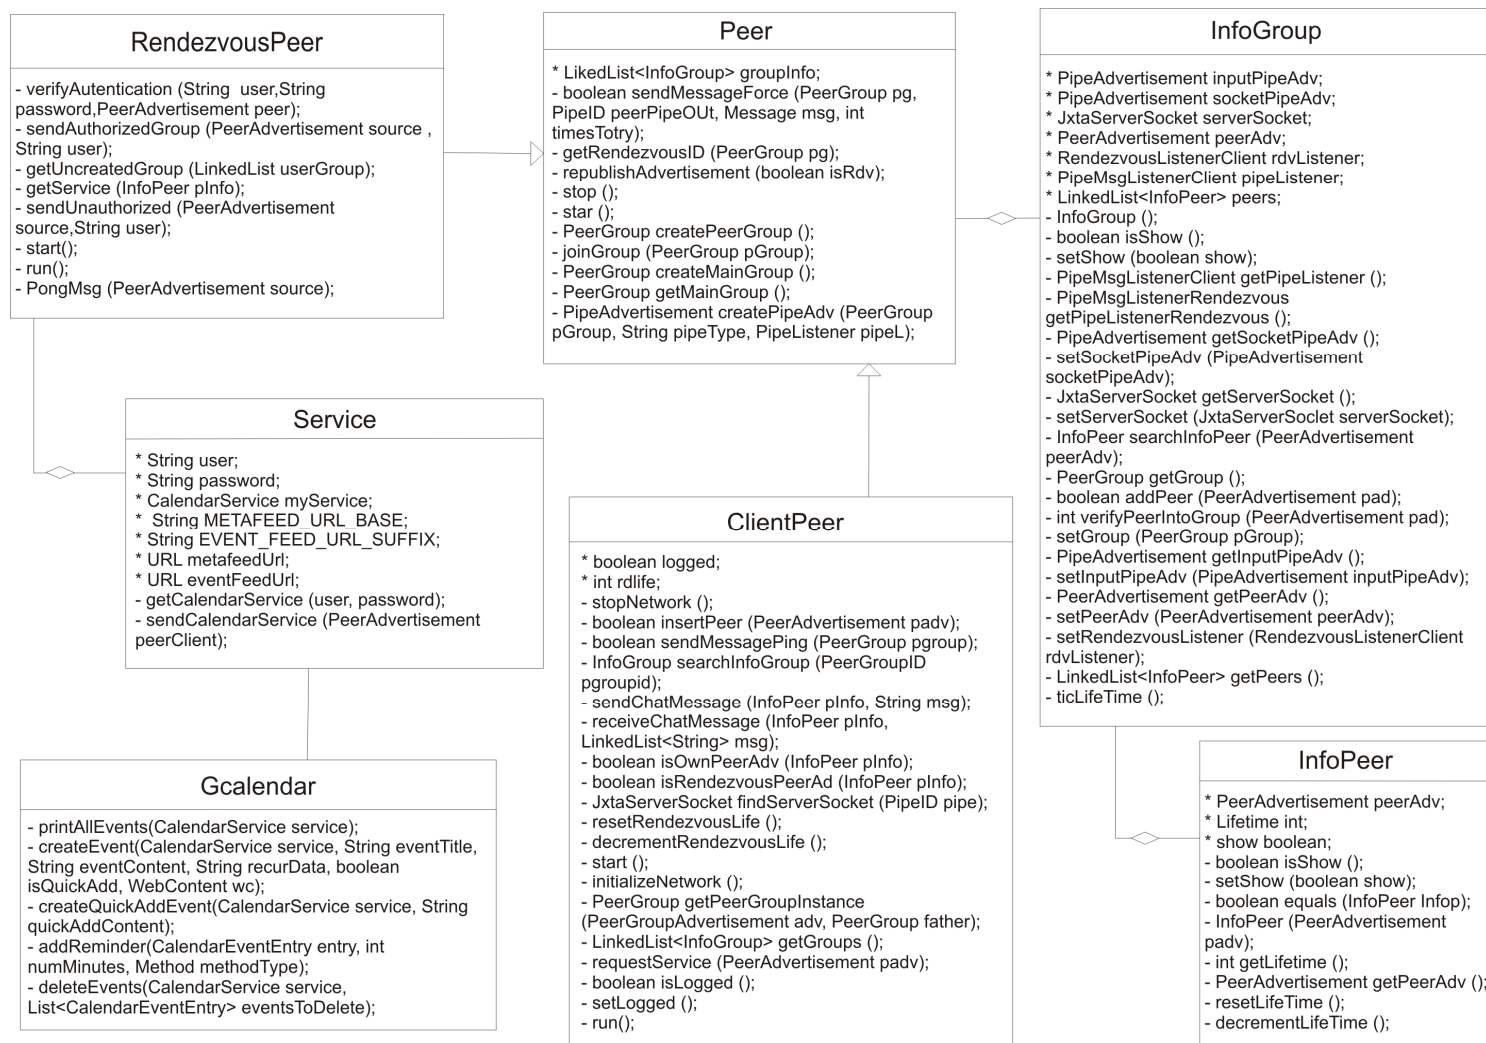 RendezvousPeer
- verifyAutentication (String user,String
password,PeerAdvertisement peer);
- sendAuthorizedGroup (PeerAdvertisement source ,
String user);
- getUncreatedGroup (LinkedList userGroup);
- getService (InfoPeer pInfo);
- sendUnauthorized (PeerAdvertisement
source,String user);
- start();
- run();
- PongMsg (PeerAdvertisement source);
Peer
* LikedList<InfoGroup> groupInfo;
- boolean sendMessageForce (PeerGroup pg,
PipeID peerPipeOUt, Message msg, int
timesTotry);
- getRendezvousID (PeerGroup pg);
- republishAdvertisement (boolean isRdv);
- stop ();
- star ();
- PeerGroup createPeerGroup ();
- joinGroup (PeerGroup pGroup);
- PeerGroup createMainGroup ();
- PeerGroup getMainGroup ();
- PipeAdvertisement createPipeAdv (PeerGroup
pGroup, String pipeType, PipeListener pipeL);
InfoGroup
* PipeAdvertisement inputPipeAdv;
* PipeAdvertisement socketPipeAdv;
* JxtaServerSocket serverSocket;
* PeerAdvertisement peerAdv;
* RendezvousListenerClient rdvListener;
* PipeMsgListenerClient pipeListener;
* LinkedList<InfoPeer> peers;
- InfoGroup ();
- boolean isShow ();
- setShow (boolean show);
- PipeMsgListenerClient getPipeListener ();
- PipeMsgListenerRendezvous
getPipeListenerRendezvous ();
- PipeAdvertisement getSocketPipeAdv ();
- setSocketPipeAdv (PipeAdvertisement
socketPipeAdv);
- JxtaServerSocket getServerSocket ();
- setServerSocket (JxtaServerSoclet serverSocket);
- InfoPeer searchInfoPeer (PeerAdvertisement
peerAdv);
- PeerGroup getGroup ();
- boolean addPeer (PeerAdvertisement pad);
- int verifyPeerIntoGroup (PeerAdvertisement pad);
- setGroup (PeerGroup pGroup);
- PipeAdvertisement getInputPipeAdv ();
- setInputPipeAdv (PipeAdvertisement inputPipeAdv);
- PeerAdvertisement getPeerAdv ();
- setPeerAdv (PeerAdvertisement peerAdv);
- setRendezvousListener (RendezvousListenerClient
rdvListener);
- LinkedList<InfoPeer> getPeers ();
- ticLifeTime ();
Service
* String user;
* String password;
* CalendarService myService;
* String METAFEED_URL_BASE;
* String EVENT_FEED_URL_SUFFIX;
* URL metafeedUrl;
* URL eventFeedUrl;
- getCalendarService (user, password);
- sendCalendarService (PeerAdvertisement
peerClient);
ClientPeer
* boolean logged;
* int rdlife;
- stopNetwork ();
- boolean insertPeer (PeerAdvertisement padv);
- boolean sendMessagePing (PeerGroup pgroup);
- InfoGroup searchInfoGroup (PeerGroupID
pgroupid);
- sendChatMessage (InfoPeer pInfo, String msg);
- receiveChatMessage (InfoPeer pInfo,
LinkedList<String> msg);
- boolean isOwnPeerAdv (InfoPeer pInfo);
- boolean isRendezvousPeerAd (InfoPeer pInfo);
- JxtaServerSocket findServerSocket (PipeID pipe);
- resetRendezvousLife ();
- decrementRendezvousLife ();
- start ();
- initializeNetwork ();
- PeerGroup getPeerGroupInstance
(PeerGroupAdvertisement adv, PeerGroup father);
- LinkedList<InfoGroup> getGroups ();
- requestService (PeerAdvertisement padv);
- boolean isLogged ();
- setLogged ();
- run();
Gcalendar
- printAllEvents(CalendarService service);
- createEvent(CalendarService service, String eventTitle,
String eventContent, String recurData, boolean
isQuickAdd, WebContent wc);
- createQuickAddEvent(CalendarService service, String
quickAddContent);
- addReminder(CalendarEventEntry entry, int
numMinutes, Method methodType);
- deleteEvents(CalendarService service,
List<CalendarEventEntry> eventsToDelete);
InfoPeer
* PeerAdvertisement peerAdv;
* Lifetime int;
* show boolean;
- boolean isShow ();
- setShow (boolean show);
- boolean equals (InfoPeer Infop);
- InfoPeer (PeerAdvertisement
padv);
- int getLifetime ();
- PeerAdvertisement getPeerAdv ();
- resetLifeTime ();
- decrementLifeTime ();